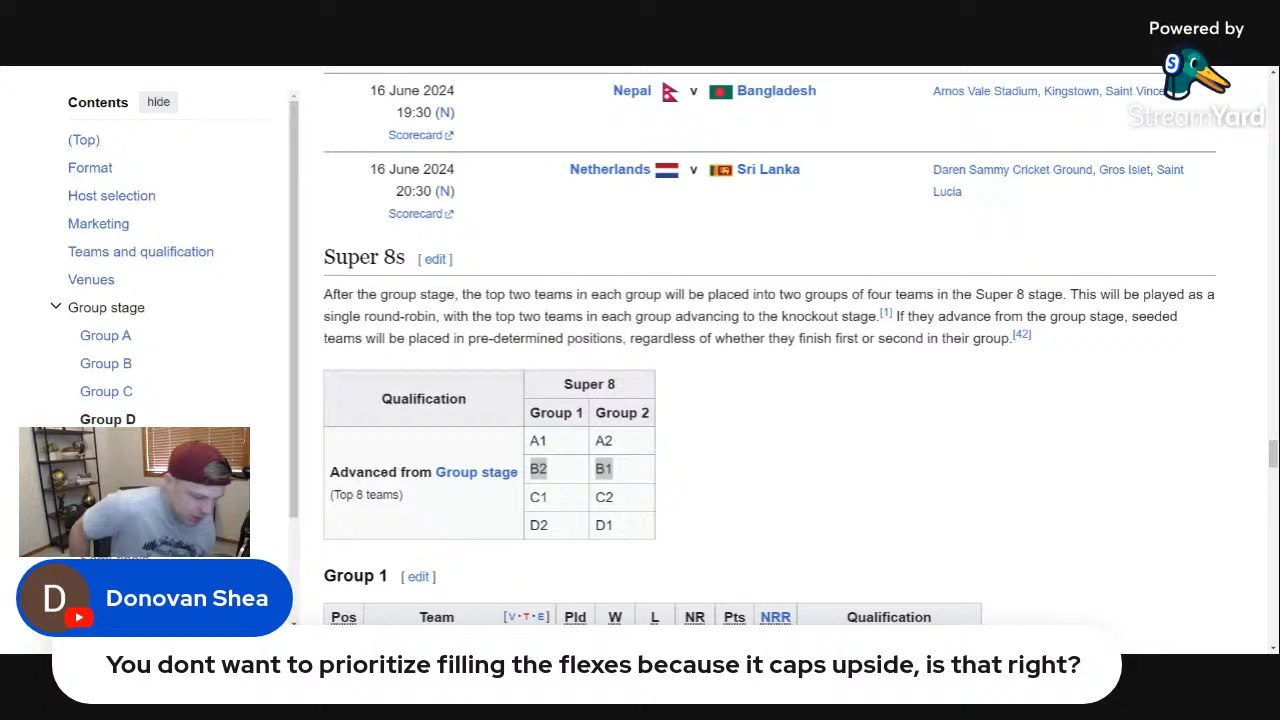 Powered by
StreamYard
Contents hide
(Top)
Format
Host selection
Marketing
Teams and qualification
Venues
Group stage
Group A
Group B
Group C
Group D
16 June 2024
19:30 (N)
Scorecard
Nepal v Bangladesh
Arnos Vale Stadium, Kingstown, Saint Vince
16 June 2024
20:30 (N)
Scorecard
Netherlands v Sri Lanka
Daren Sammy Cricket Ground, Gros Islet, Saint
Lucia
Super 8s [ edit ]
After the group stage, the top two teams in each group will be placed into two groups of four teams in the Super 8 stage. This will be played as a
single round-robin, with the top two teams in each group advancing to the knockout stage.[1] If they advance from the group stage, seeded
teams will be placed in pre-determined positions, regardless of whether they finish first or second in their group.[42]
Qualification Super 8
Group 1 Group 2
Advanced from Group stage
(Top 8 teams)
A1 A2
B2 B1
C1 C2
D2 D1
Group 1 [ edit ]
Pos Team [V·T·E] Pld W L NR Pts NRR Qualification
D Donovan Shea
You dont want to prioritize filling the flexes because it caps upside, is that right?